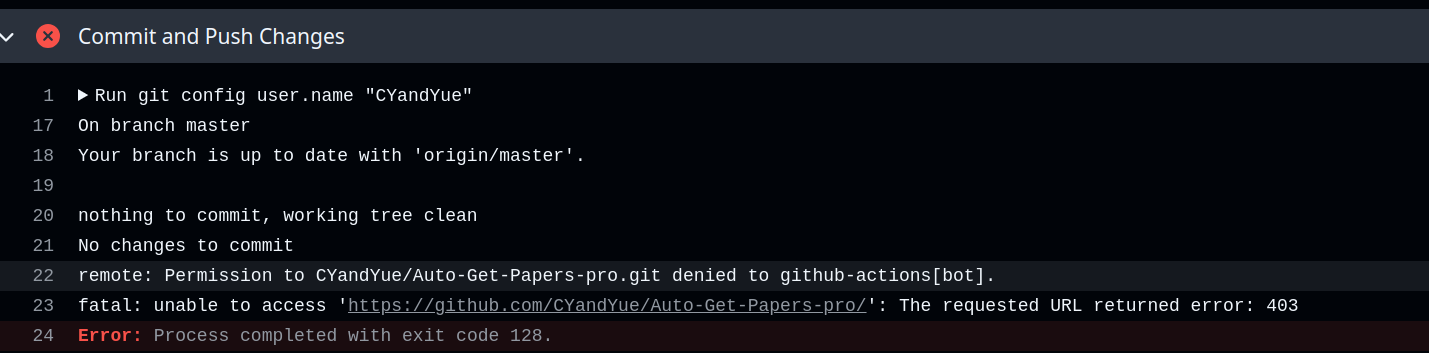 Commit and Push Changes
1 Run git config user.name "CYandYue"
17 On branch master
18 Your branch is up to date with 'origin/master'.
19
20 nothing to commit, working tree clean
21 No changes to commit
22 remote: Permission to CYandYue/Auto-Get-Papers-pro.git denied to github-actions[bot].
23 fatal: unable to access 'https://github.com/CYandYue/Auto-Get-Papers-pro/': The requested URL returned error: 403
24 Error: Process completed with exit code 128.